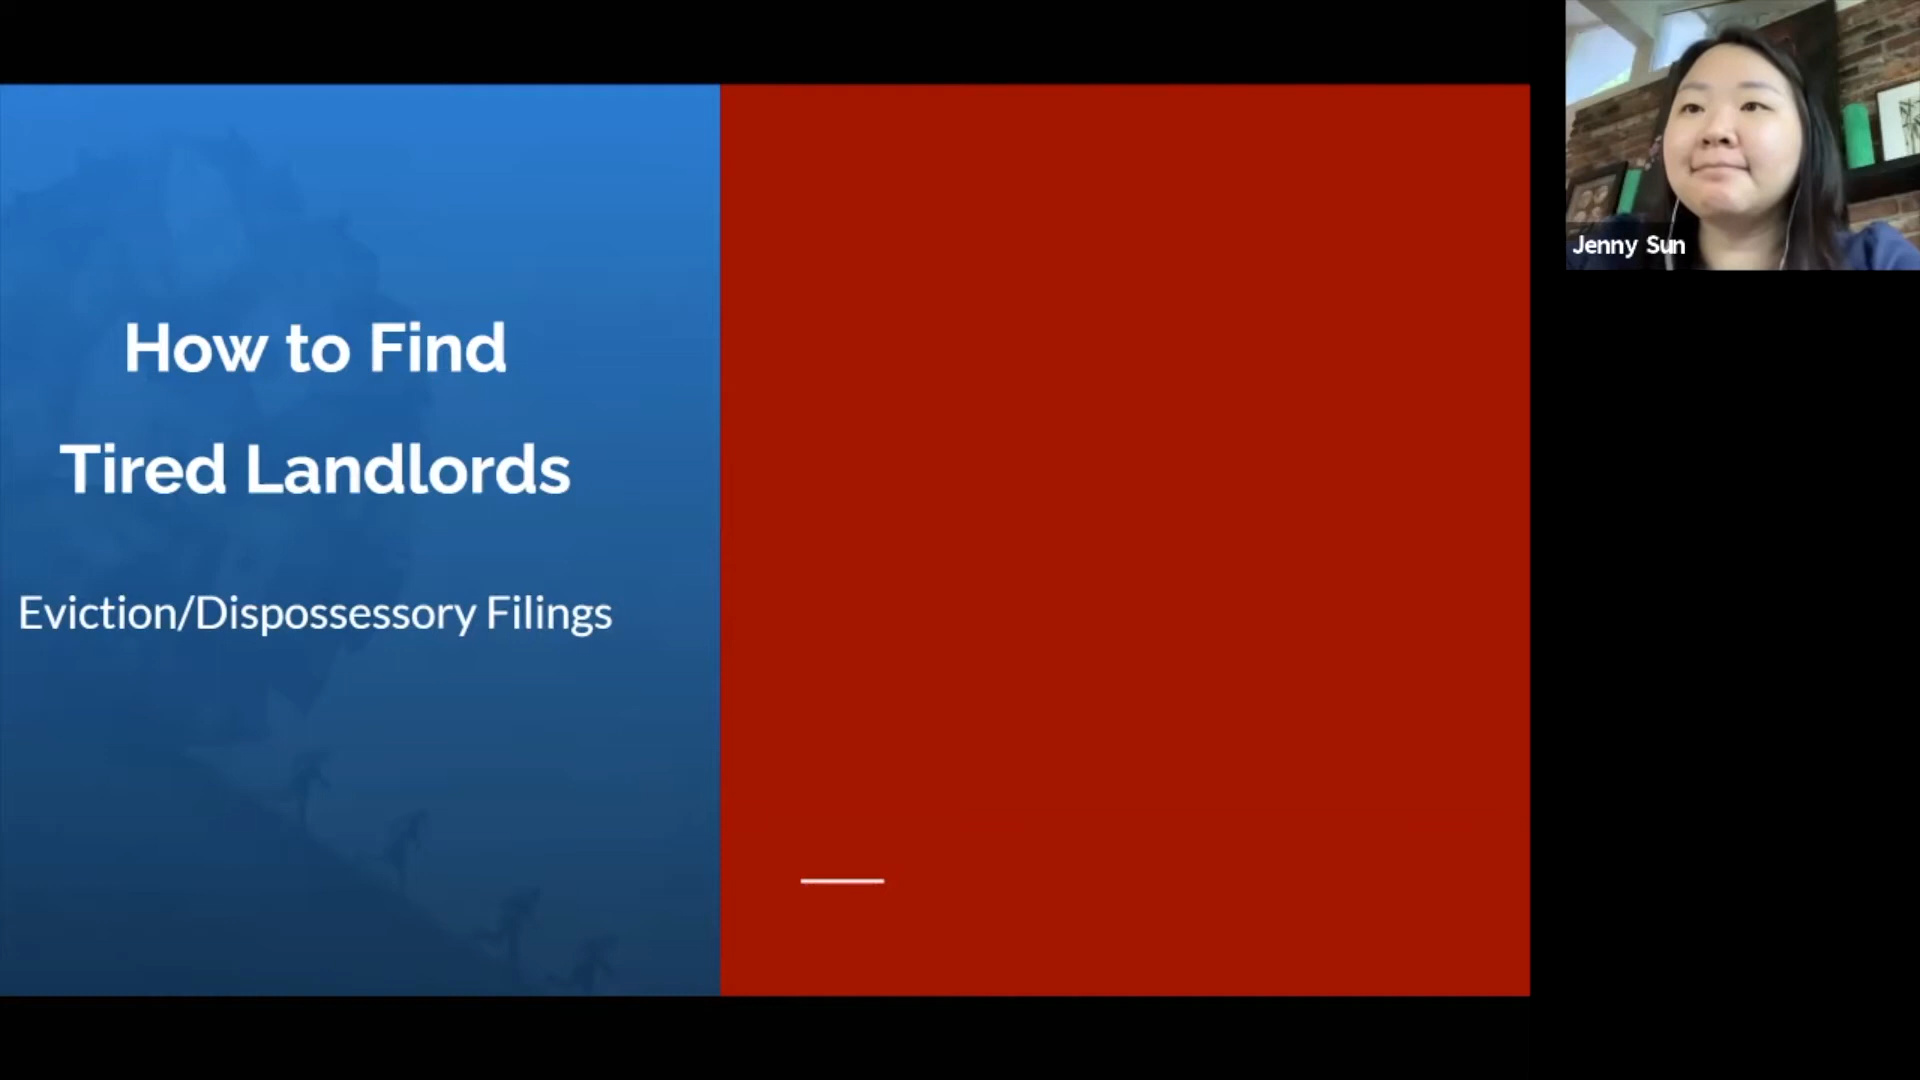 How to Find
Tired Landlords
Eviction/Dispossessory Filings
Jenny Sun